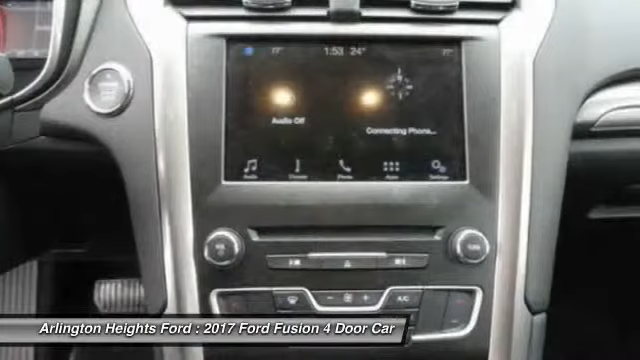 77° 1:53 24°
Audio Off
Connecting Phone...
Audio Climate Phone Apps Settings
A/C
Arlington Heights Ford : 2017 Ford Fusion 4 Door Car